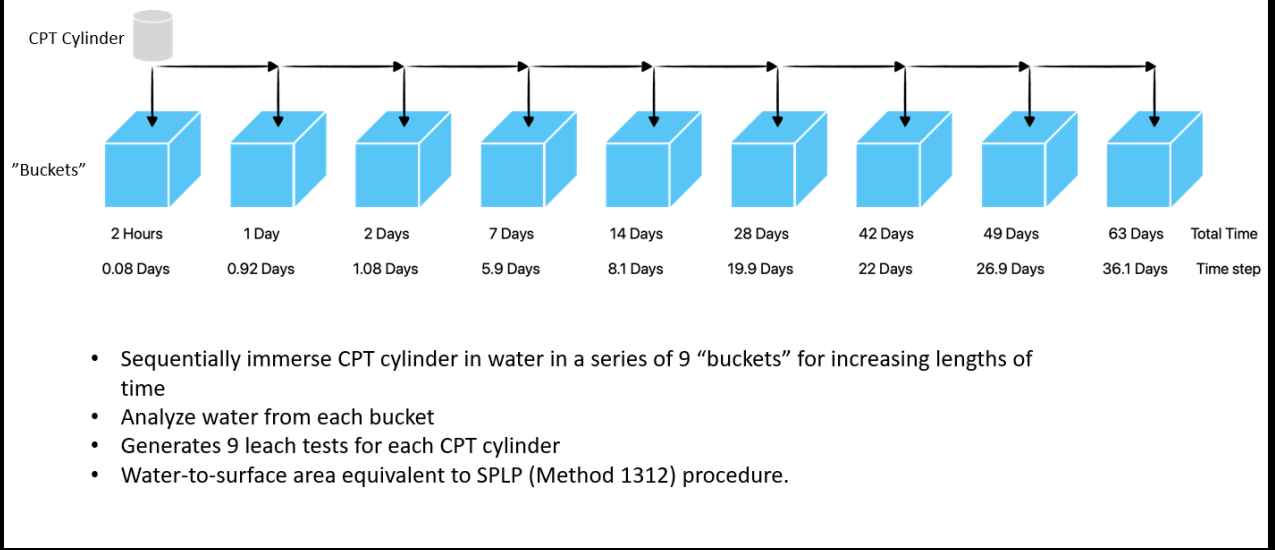 CPT Cylinder
”Buckets”
2 Hours 1 Day 2 Days 7 Days 14 Days 28 Days 42 Days 49 Days 63 Days Total Time
0.08 Days 0.92 Days 1.08 Days 5.9 Days 8.1 Days 19.9 Days 22 Days 26.9 Days 36.1 Days Time step
• Sequentially immerse CPT cylinder in water in a series of 9 “buckets” for increasing lengths of
time
• Analyze water from each bucket
• Generates 9 leach tests for each CPT cylinder
• Water-to-surface area equivalent to SPLP (Method 1312) procedure.